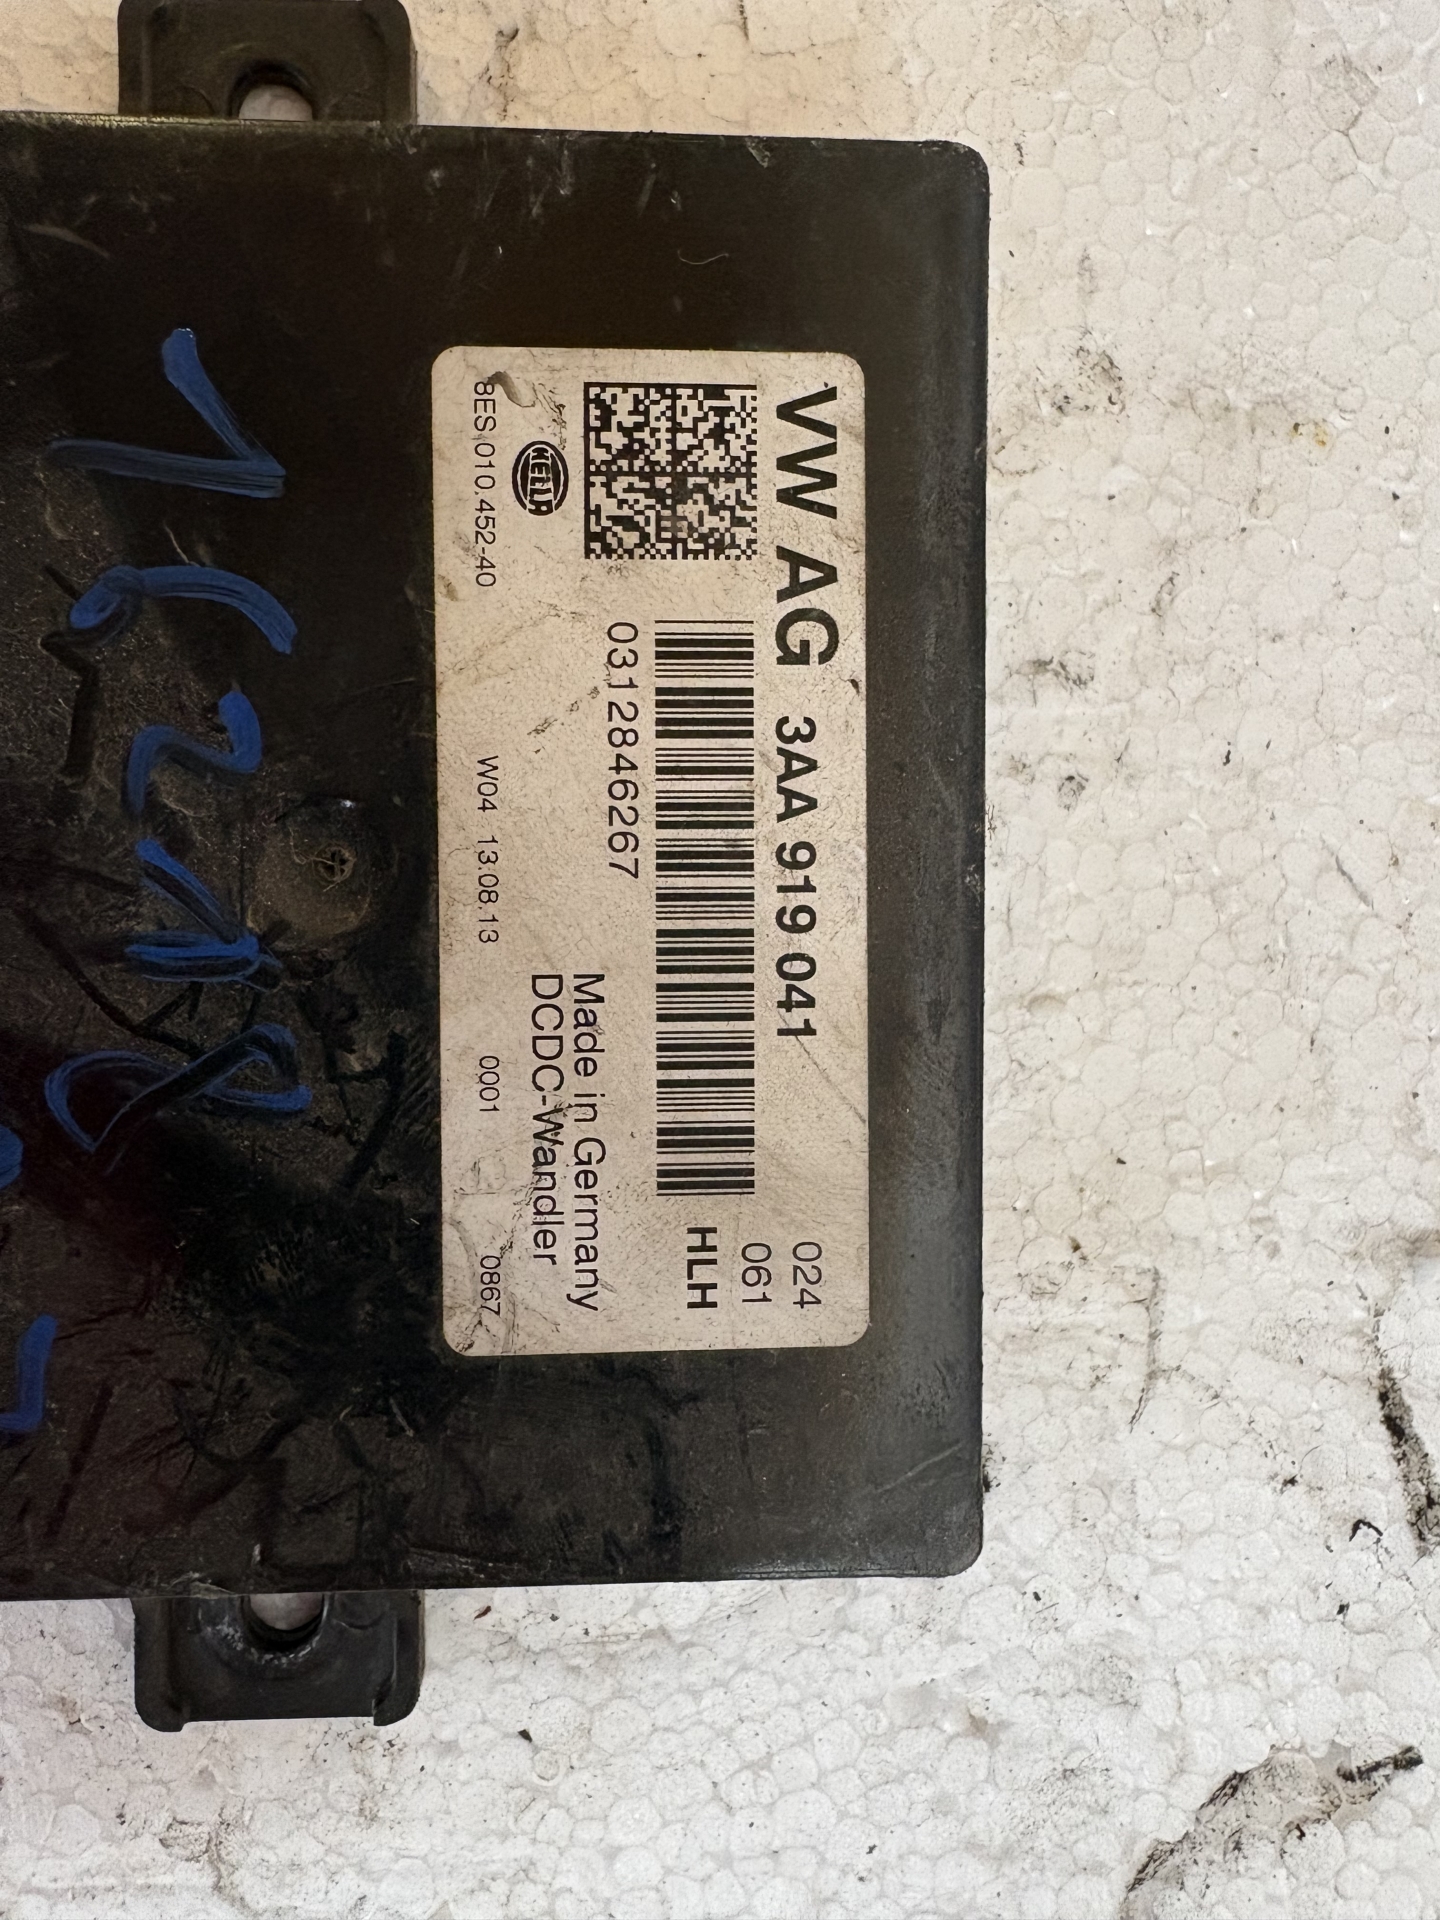 VW AG 3AA 919 041
024
061
HLH
0312846267
Made in Germany
DCDC-Wandler
HELLA
8ES 010.452-40
W04 13.08.13
0001
0867